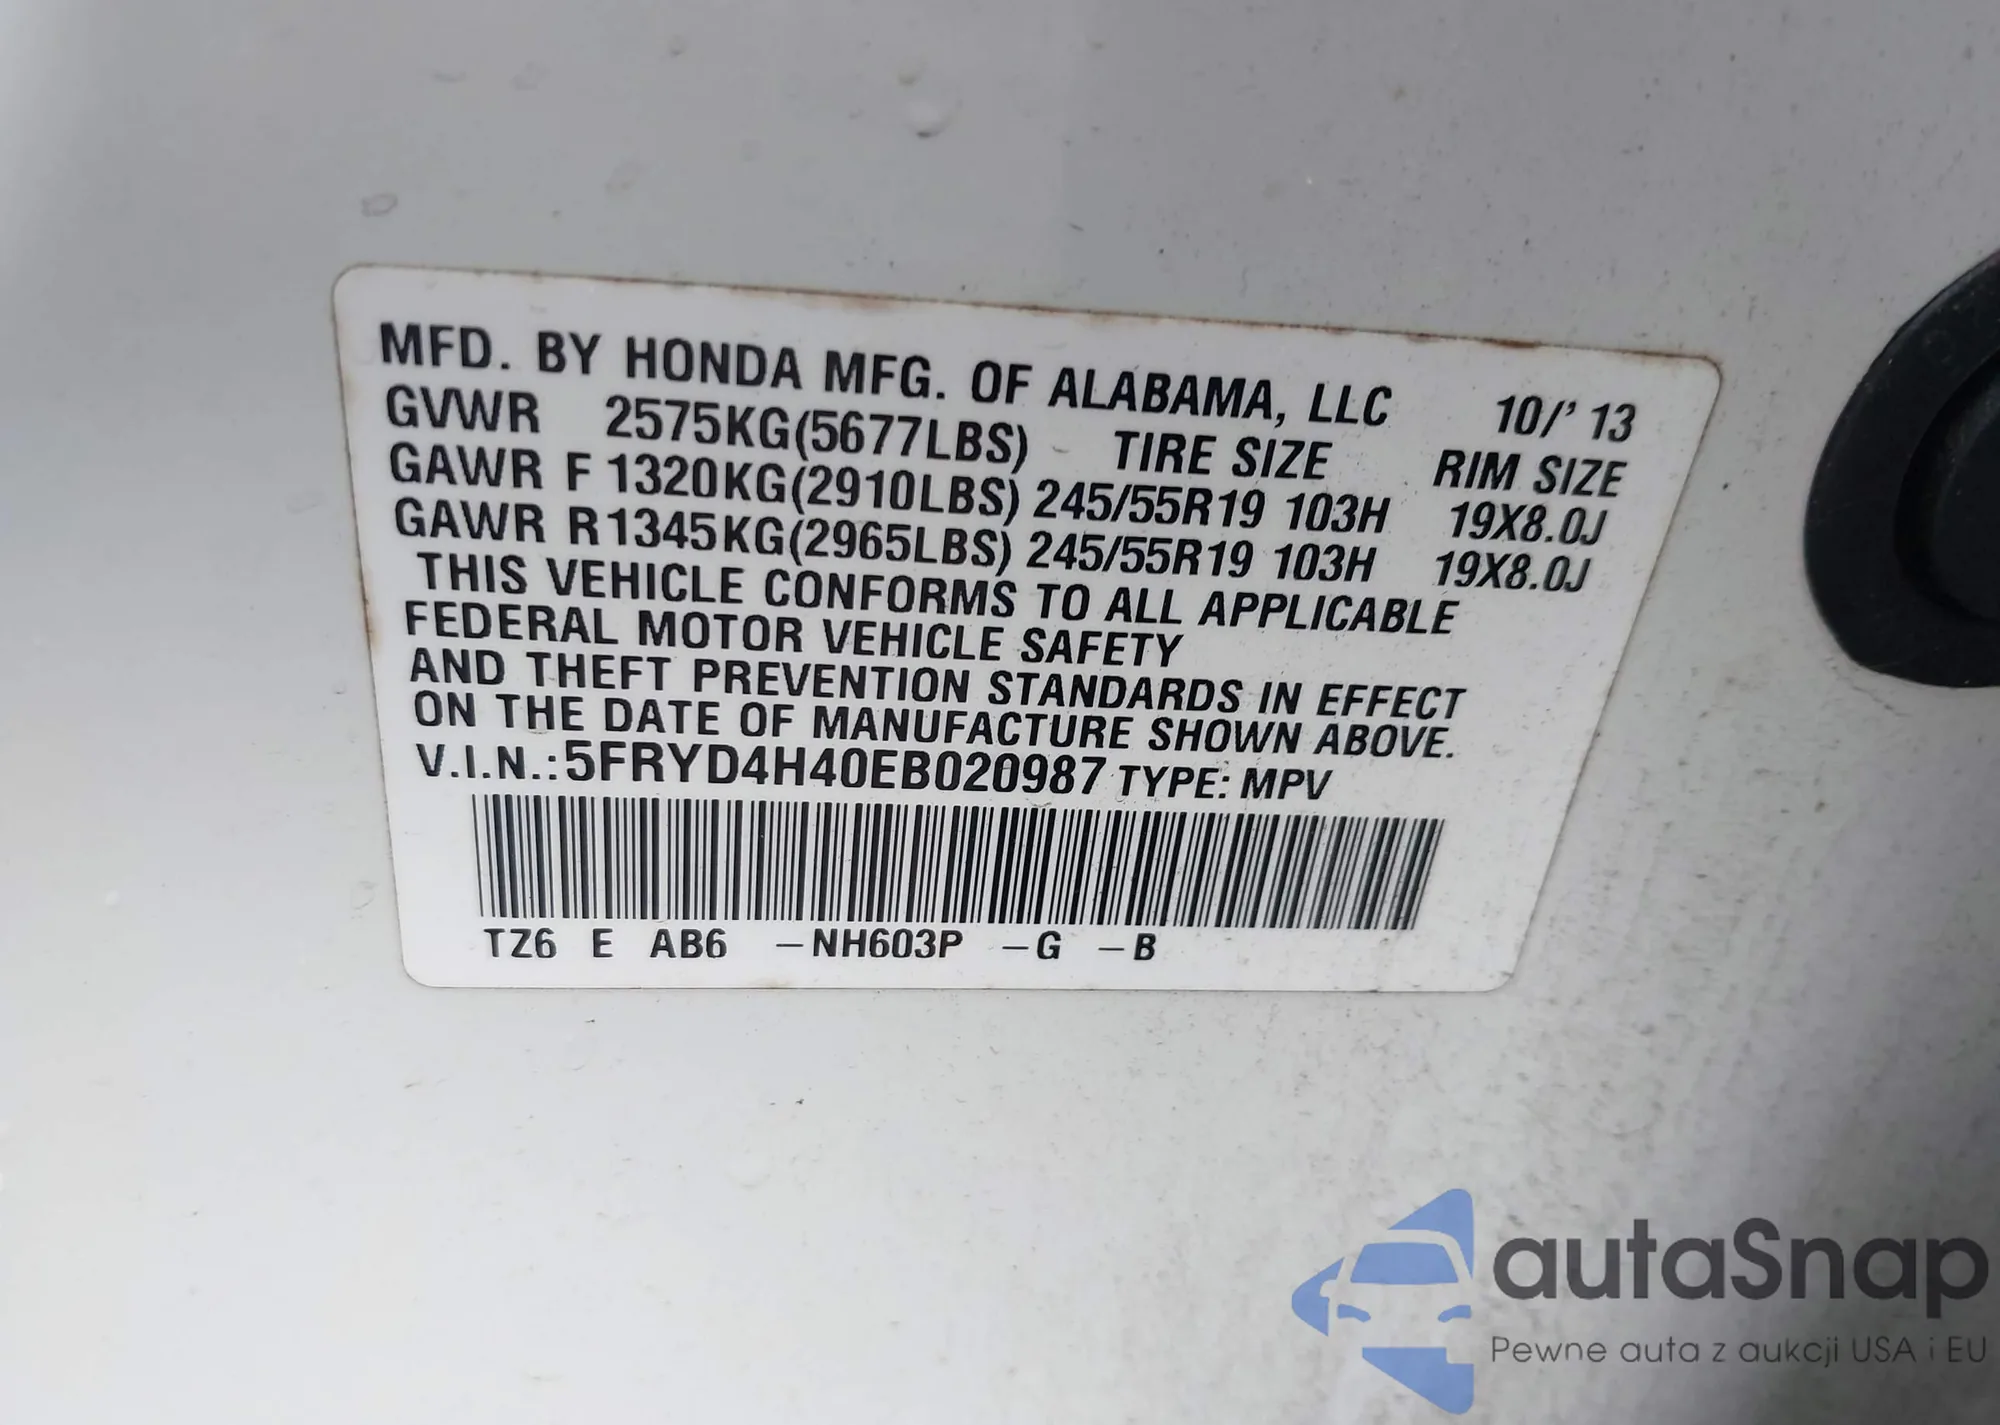 MFD. BY HONDA MFG. OF ALABAMA, LLC 10/' 13
GVWR 2575KG(5677LBS) TIRE SIZE RIM SIZE
GAWR F 1320KG(2910LBS) 245/55R19 103H 19X8.0J
GAWR R1345KG(2965LBS) 245/55R19 103H 19X8.0J
THIS VEHICLE CONFORMS TO ALL APPLICABLE
FEDERAL MOTOR VEHICLE SAFETY
AND THEFT PREVENTION STANDARDS IN EFFECT
ON THE DATE OF MANUFACTURE SHOWN ABOVE.
V.I.N.:5FRYD4H40EB020987 TYPE: MPV
TZ6 E AB6 –NH603P –G –B
autaSnap
Pewne auta z aukcji USA i EU